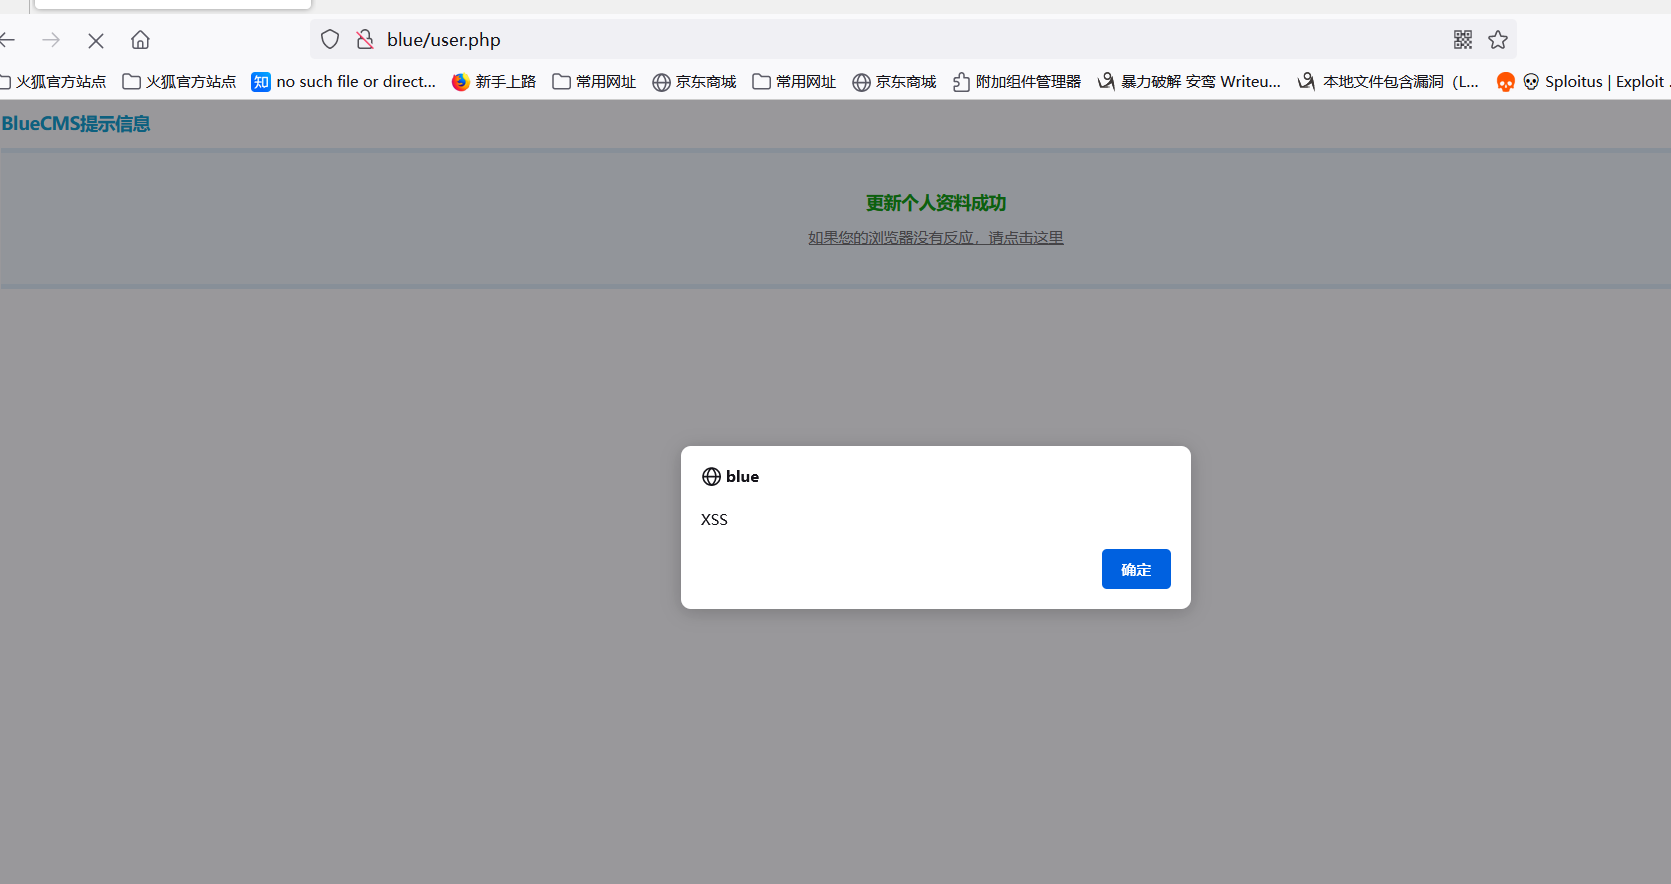 blue/user.php
火狐官方站点 火狐官方站点 知 no such file or direct... 新手上路 常用网址 京东商城 常用网址 京东商城 附加组件管理器 暴力破解 安鸾 Writeu... 本地文件包含漏洞（L... Sploitus | Exploit
BlueCMS提示信息
更新个人资料成功
如果您的浏览器没有反应，请点击这里
blue
XSS
确定